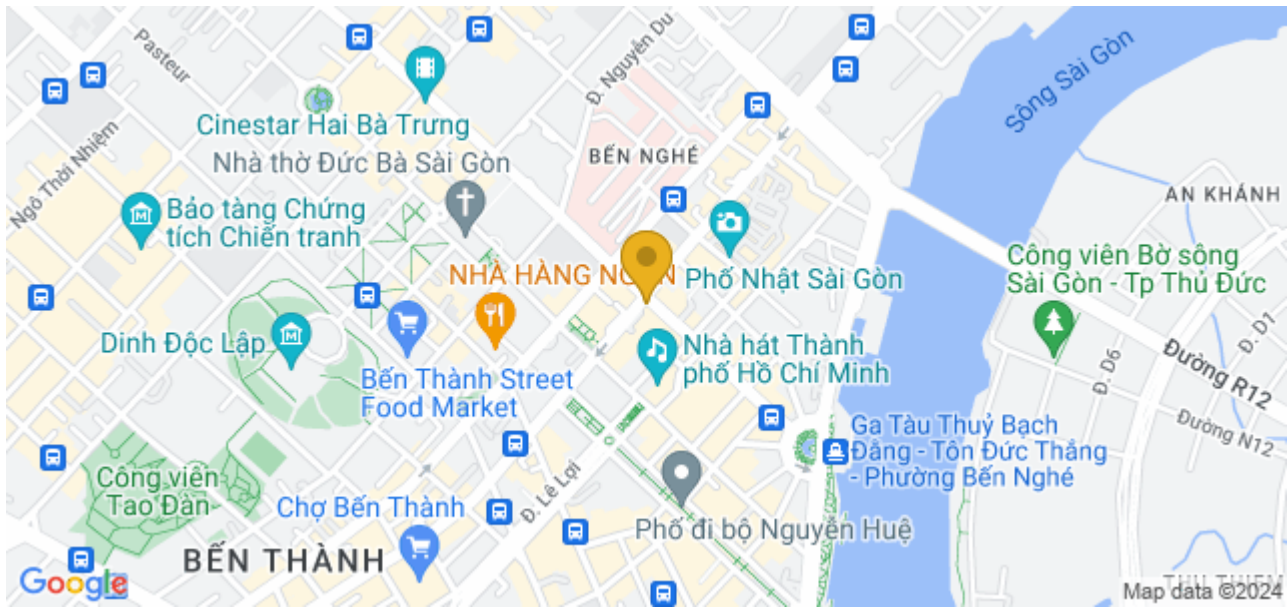 Pasteur
Đ. Nguyễn Du
Sông Sài Gòn
Cinestar Hai Bà Trưng
Ngô Thời Nhiệm
Nhà thờ Đức Bà Sài Gòn
BẾN NGHÉ
AN KHÁNH
Bảo tàng Chứng
tích Chiến tranh
NHÀ HÀNG NGON
Phố Nhật Sài Gòn
Công viên Bờ sông
Sài Gòn - Tp Thủ Đức
Đ. D1
Dinh Độc Lập
Nhà hát Thành
phố Hồ Chí Minh
Đường R12
Đ. D6
Bến Thành Street
Food Market
Đường N12
Ga Tàu Thuỷ Bạch
Đằng - Tôn Đức Thắng
- Phường Bến Nghé
Công viên
Tao Đàn
Đ. Lê Lợi
Chợ Bến Thành
Phố đi bộ Nguyễn Huệ
BẾN THÀNH
Google
Map data ©2024